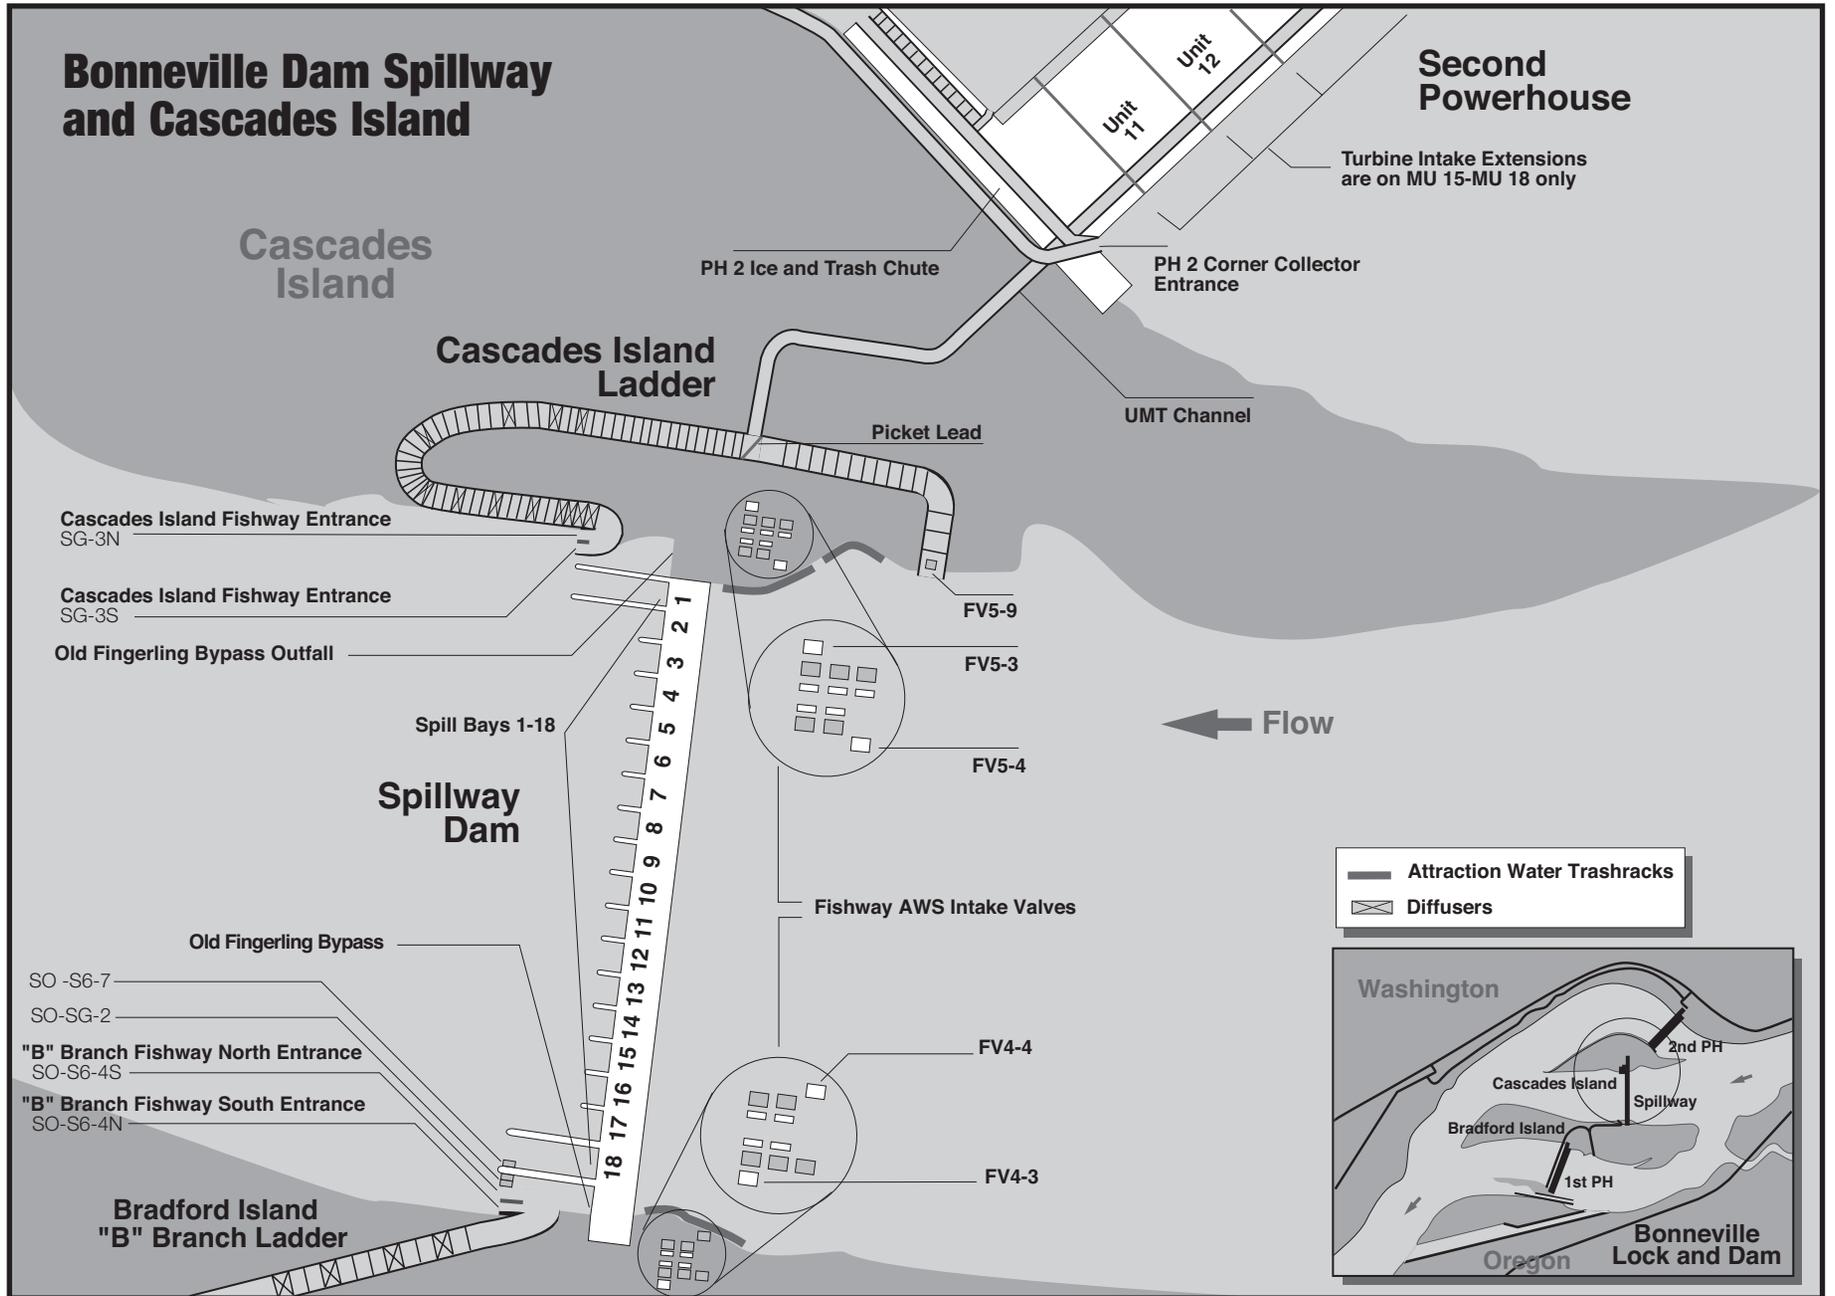 Bonneville Dam Spillway
and Cascades Island
Unit
12
Unit
11
Second
Powerhouse
Turbine Intake Extensions
are on MU 15-MU 18 only
Cascades
Island
PH 2 Ice and Trash Chute
PH 2 Corner Collector
Entrance
Cascades Island
Ladder
UMT Channel
Picket Lead
Cascades Island Fishway Entrance
SG-3N
Cascades Island Fishway Entrance
SG-3S
Old Fingerling Bypass Outfall
FV5-9
FV5-3
FV5-4
Spill Bays 1-18
Flow
Spillway
Dam
1
2
3
4
5
6
7
8
9
10
11
12
13
14
15
16
17
18
Fishway AWS Intake Valves
Attraction Water Trashracks
Diffusers
Old Fingerling Bypass
SO -S6-7
SO-SG-2
"B" Branch Fishway North Entrance
SO-S6-4S
"B" Branch Fishway South Entrance
SO-S6-4N
FV4-4
FV4-3
Bradford Island
"B" Branch Ladder
Washington
2nd PH
Cascades Island
Spillway
Bradford Island
1st PH
Oregon
Bonneville
Lock and Dam